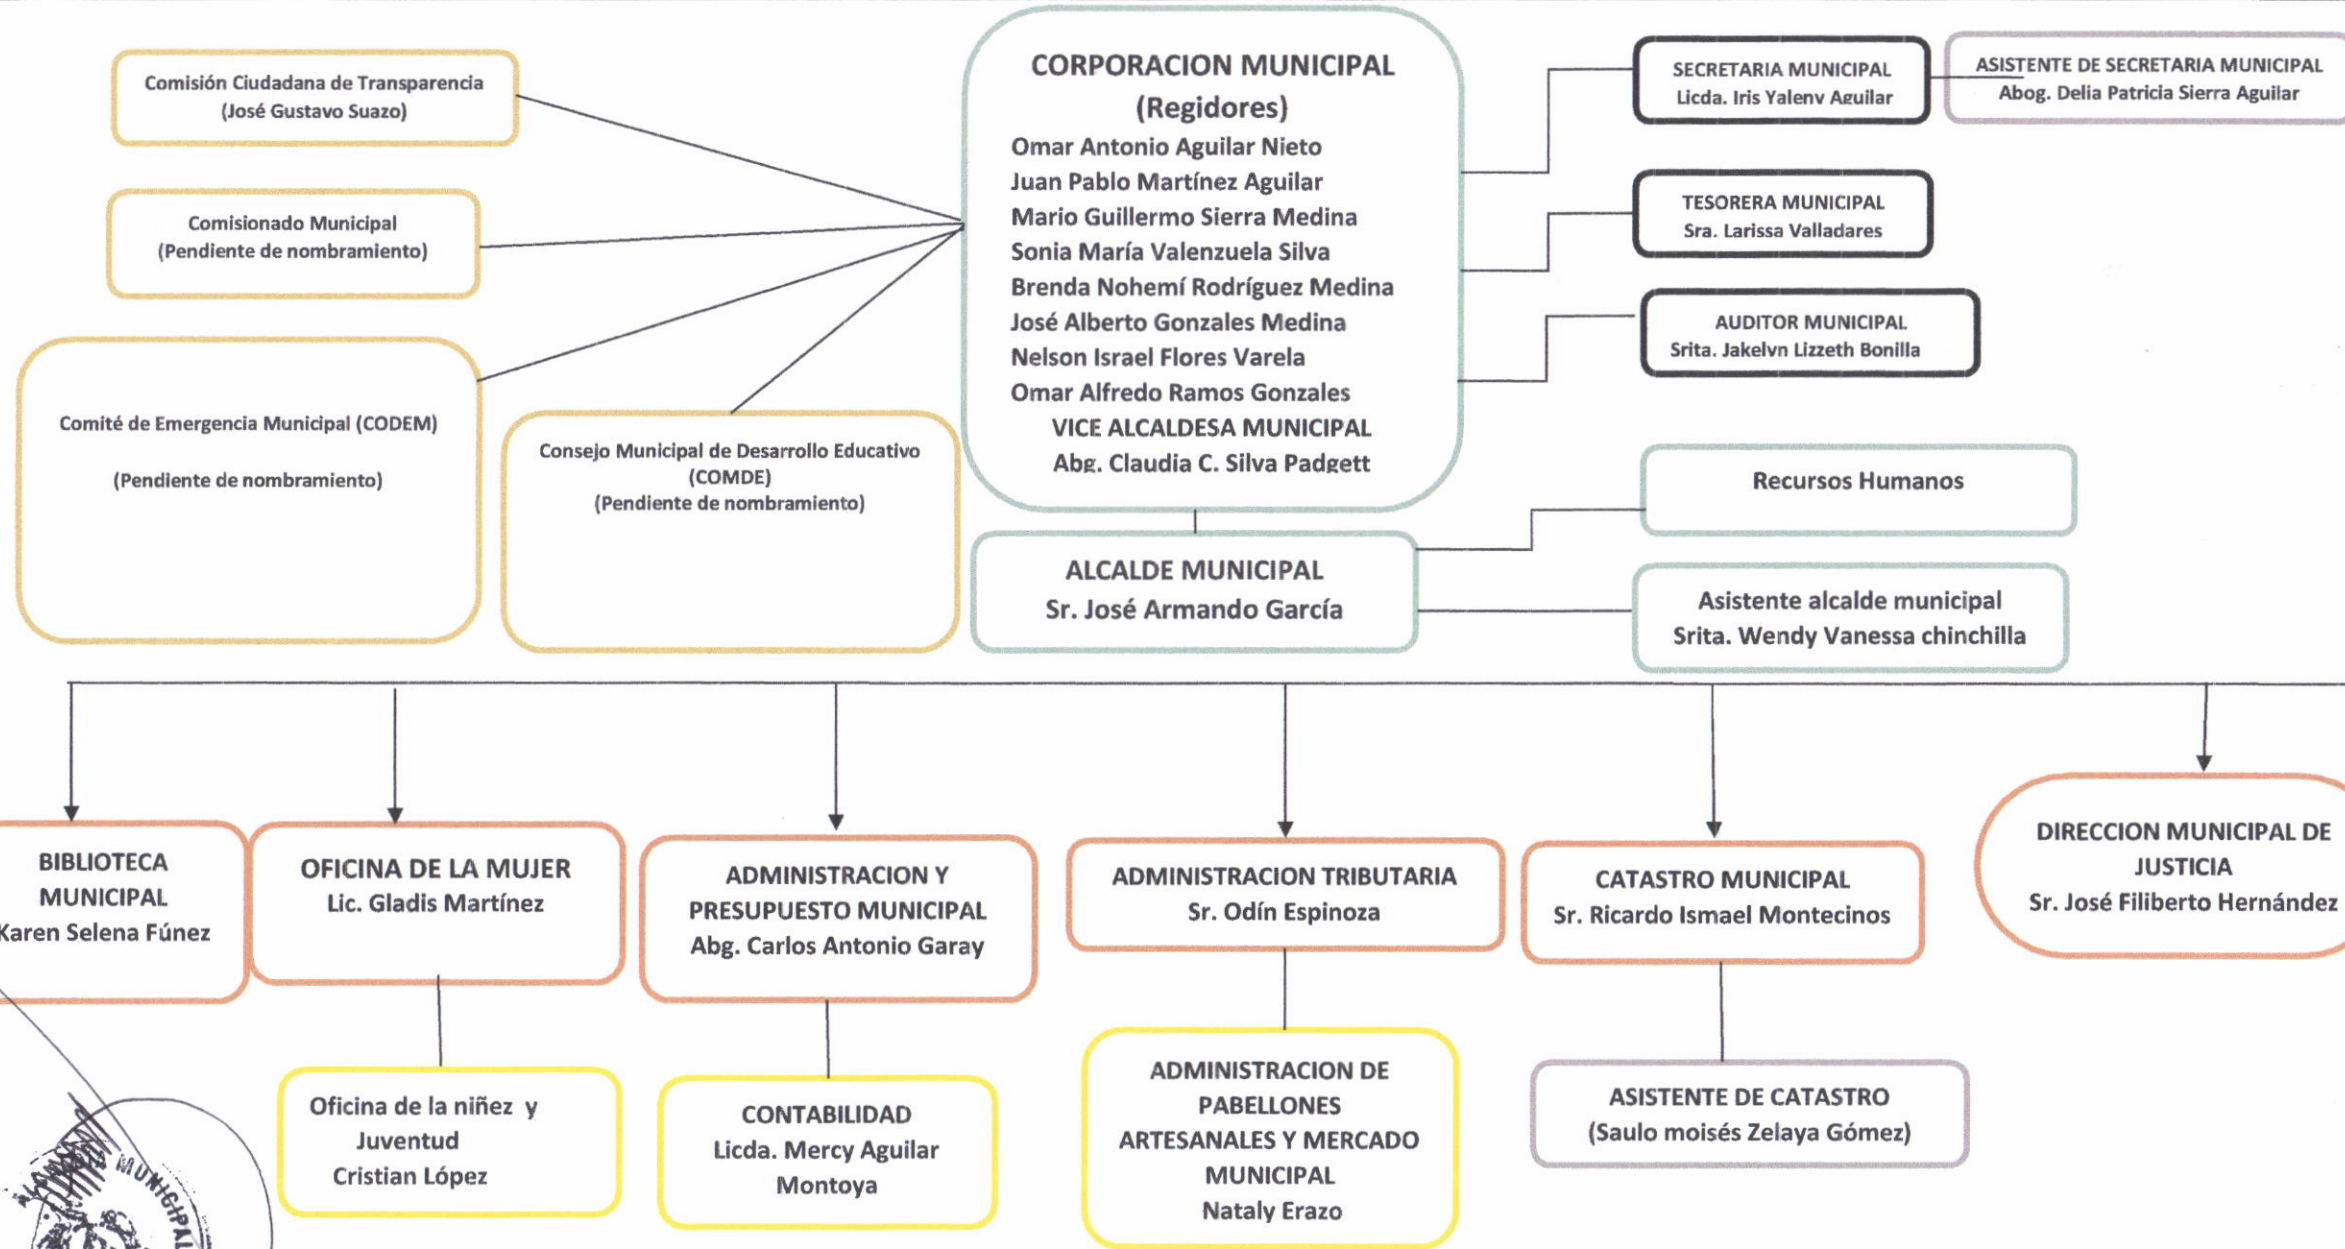 Comisión Ciudadana de Transparencia
(José Gustavo Suazo)
Comisionado Municipal
(Pendiente de nombramiento)
Comité de Emergencia Municipal (CODEM)
(Pendiente de nombramiento)
Consejo Municipal de Desarrollo Educativo
(COMDE)
(Pendiente de nombramiento)
CORPORACION MUNICIPAL
(Regidores)
Omar Antonio Aguilar Nieto
Juan Pablo Martínez Aguilar
Mario Guillermo Sierra Medina
Sonia María Valenzuela Silva
Brenda Nohemí Rodríguez Medina
José Alberto Gonzales Medina
Nelson Israel Flores Varela
Omar Alfredo Ramos Gonzales
VICE ALCALDESA MUNICIPAL
Abg. Claudia C. Silva Padgett
SECRETARIA MUNICIPAL
Licda. Iris Yaleny Aguilar
ASISTENTE DE SECRETARIA MUNICIPAL
Abog. Delia Patricia Sierra Aguilar
TESORERA MUNICIPAL
Sra. Larissa Valladares
AUDITOR MUNICIPAL
Srita. Jakelyn Lizzeth Bonilla
Recursos Humanos
ALCALDE MUNICIPAL
Sr. José Armando García
Asistente alcalde municipal
Srita. Wendy Vanessa chinchilla
BIBLIOTECA
MUNICIPAL
Karen Selena Fúnez
OFICINA DE LA MUJER
Lic. Gladis Martínez
ADMINISTRACION Y
PRESUPUESTO MUNICIPAL
Abg. Carlos Antonio Garay
ADMINISTRACION TRIBUTARIA
Sr. Odín Espinoza
CATASTRO MUNICIPAL
Sr. Ricardo Ismael Montecinos
DIRECCION MUNICIPAL DE
JUSTICIA
Sr. José Filiberto Hernández
Oficina de la niñez y
Juventud
Cristian López
CONTABILIDAD
Licda. Mercy Aguilar
Montoya
ADMINISTRACION DE
PABELLONES
ARTESANALES Y MERCADO
MUNICIPAL
Nataly Erazo
ASISTENTE DE CATASTRO
(Saulo moisés Zelaya Gómez)
MUNICIPAL